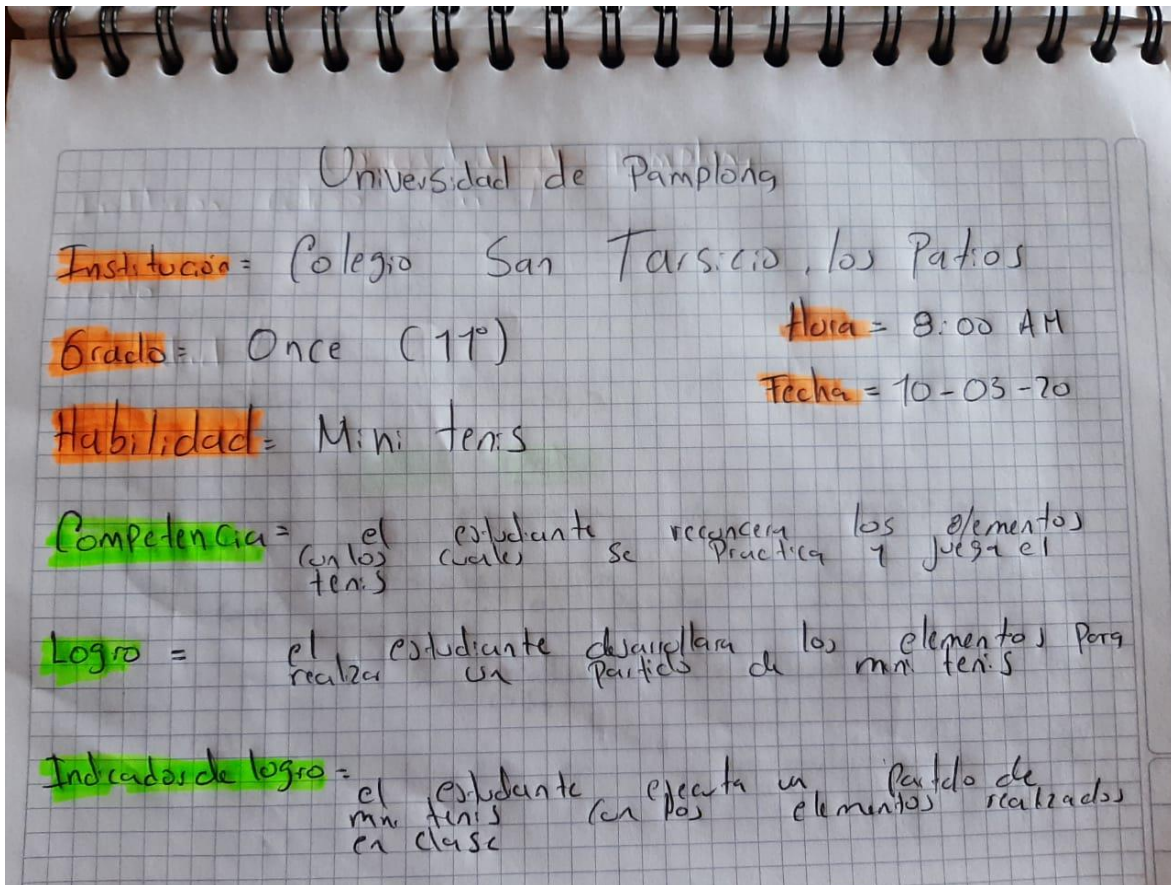 Universidad de Pamplona
Institución = Colegio San Tarsicio, los Patios
Grado = Once (11°)
Hora = 8:00 AM
Fecha = 10-03-20
Habilidad = Mini tenis
Competencia = el estudiante reconocera los elementos
con los cuales se practica y juega el
tenis
Logro = el estudiante desarrollara los elementos para
realizar un partido de mini tenis
Indicador de logro = el estudiante ejecuta un partido de
mini tenis con los elementos realizados
en clase